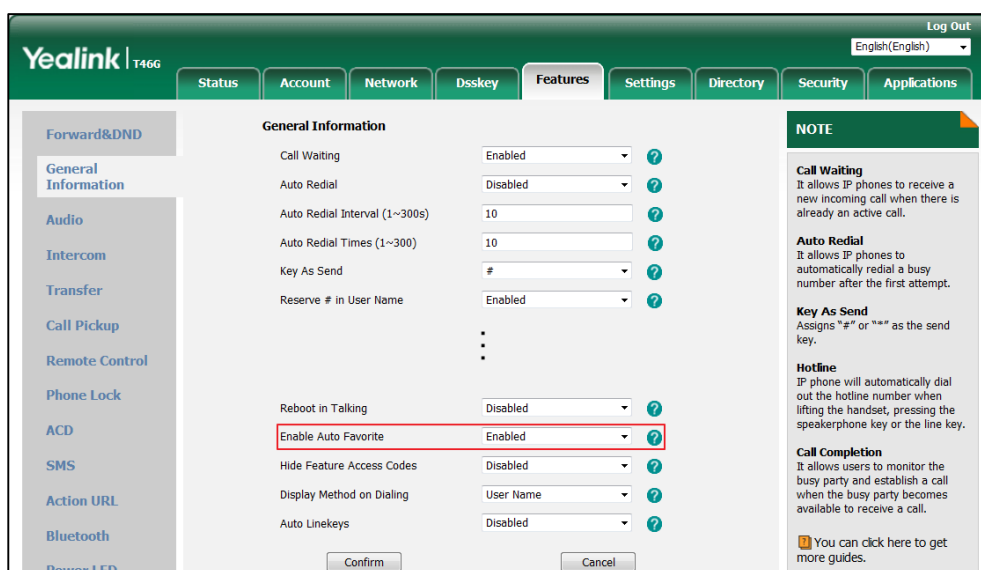 Log Out
Yealink T46G
English(English)
Status Account Network Dsskey Features Settings Directory Security Applications
Forward&DND
General
Information
Audio
Intercom
Transfer
Call Pickup
Remote Control
Phone Lock
ACD
SMS
Action URL
Bluetooth
Power LED
General Information
Call Waiting Enabled ?
Auto Redial Disabled ?
Auto Redial Interval (1~300s) 10 ?
Auto Redial Times (1~300) 10 ?
Key As Send # ?
Reserve # in User Name Enabled ?
Reboot in Talking Disabled ?
Enable Auto Favorite Enabled ?
Hide Feature Access Codes Disabled ?
Display Method on Dialing User Name ?
Auto Linekeys Disabled ?
Confirm Cancel
NOTE
Call Waiting
It allows IP phones to receive a
new incoming call when there is
already an active call.
Auto Redial
It allows IP phones to
automatically redial a busy
number after the first attempt.
Key As Send
Assigns "#" or "*" as the send
key.
Hotline
IP phone will automatically dial
out the hotline number when
lifting the handset, pressing the
speakerphone key or the line key.
Call Completion
It allows users to monitor the
busy party and establish a call
when the busy party becomes
available to receive a call.
? You can click here to get
more guides.